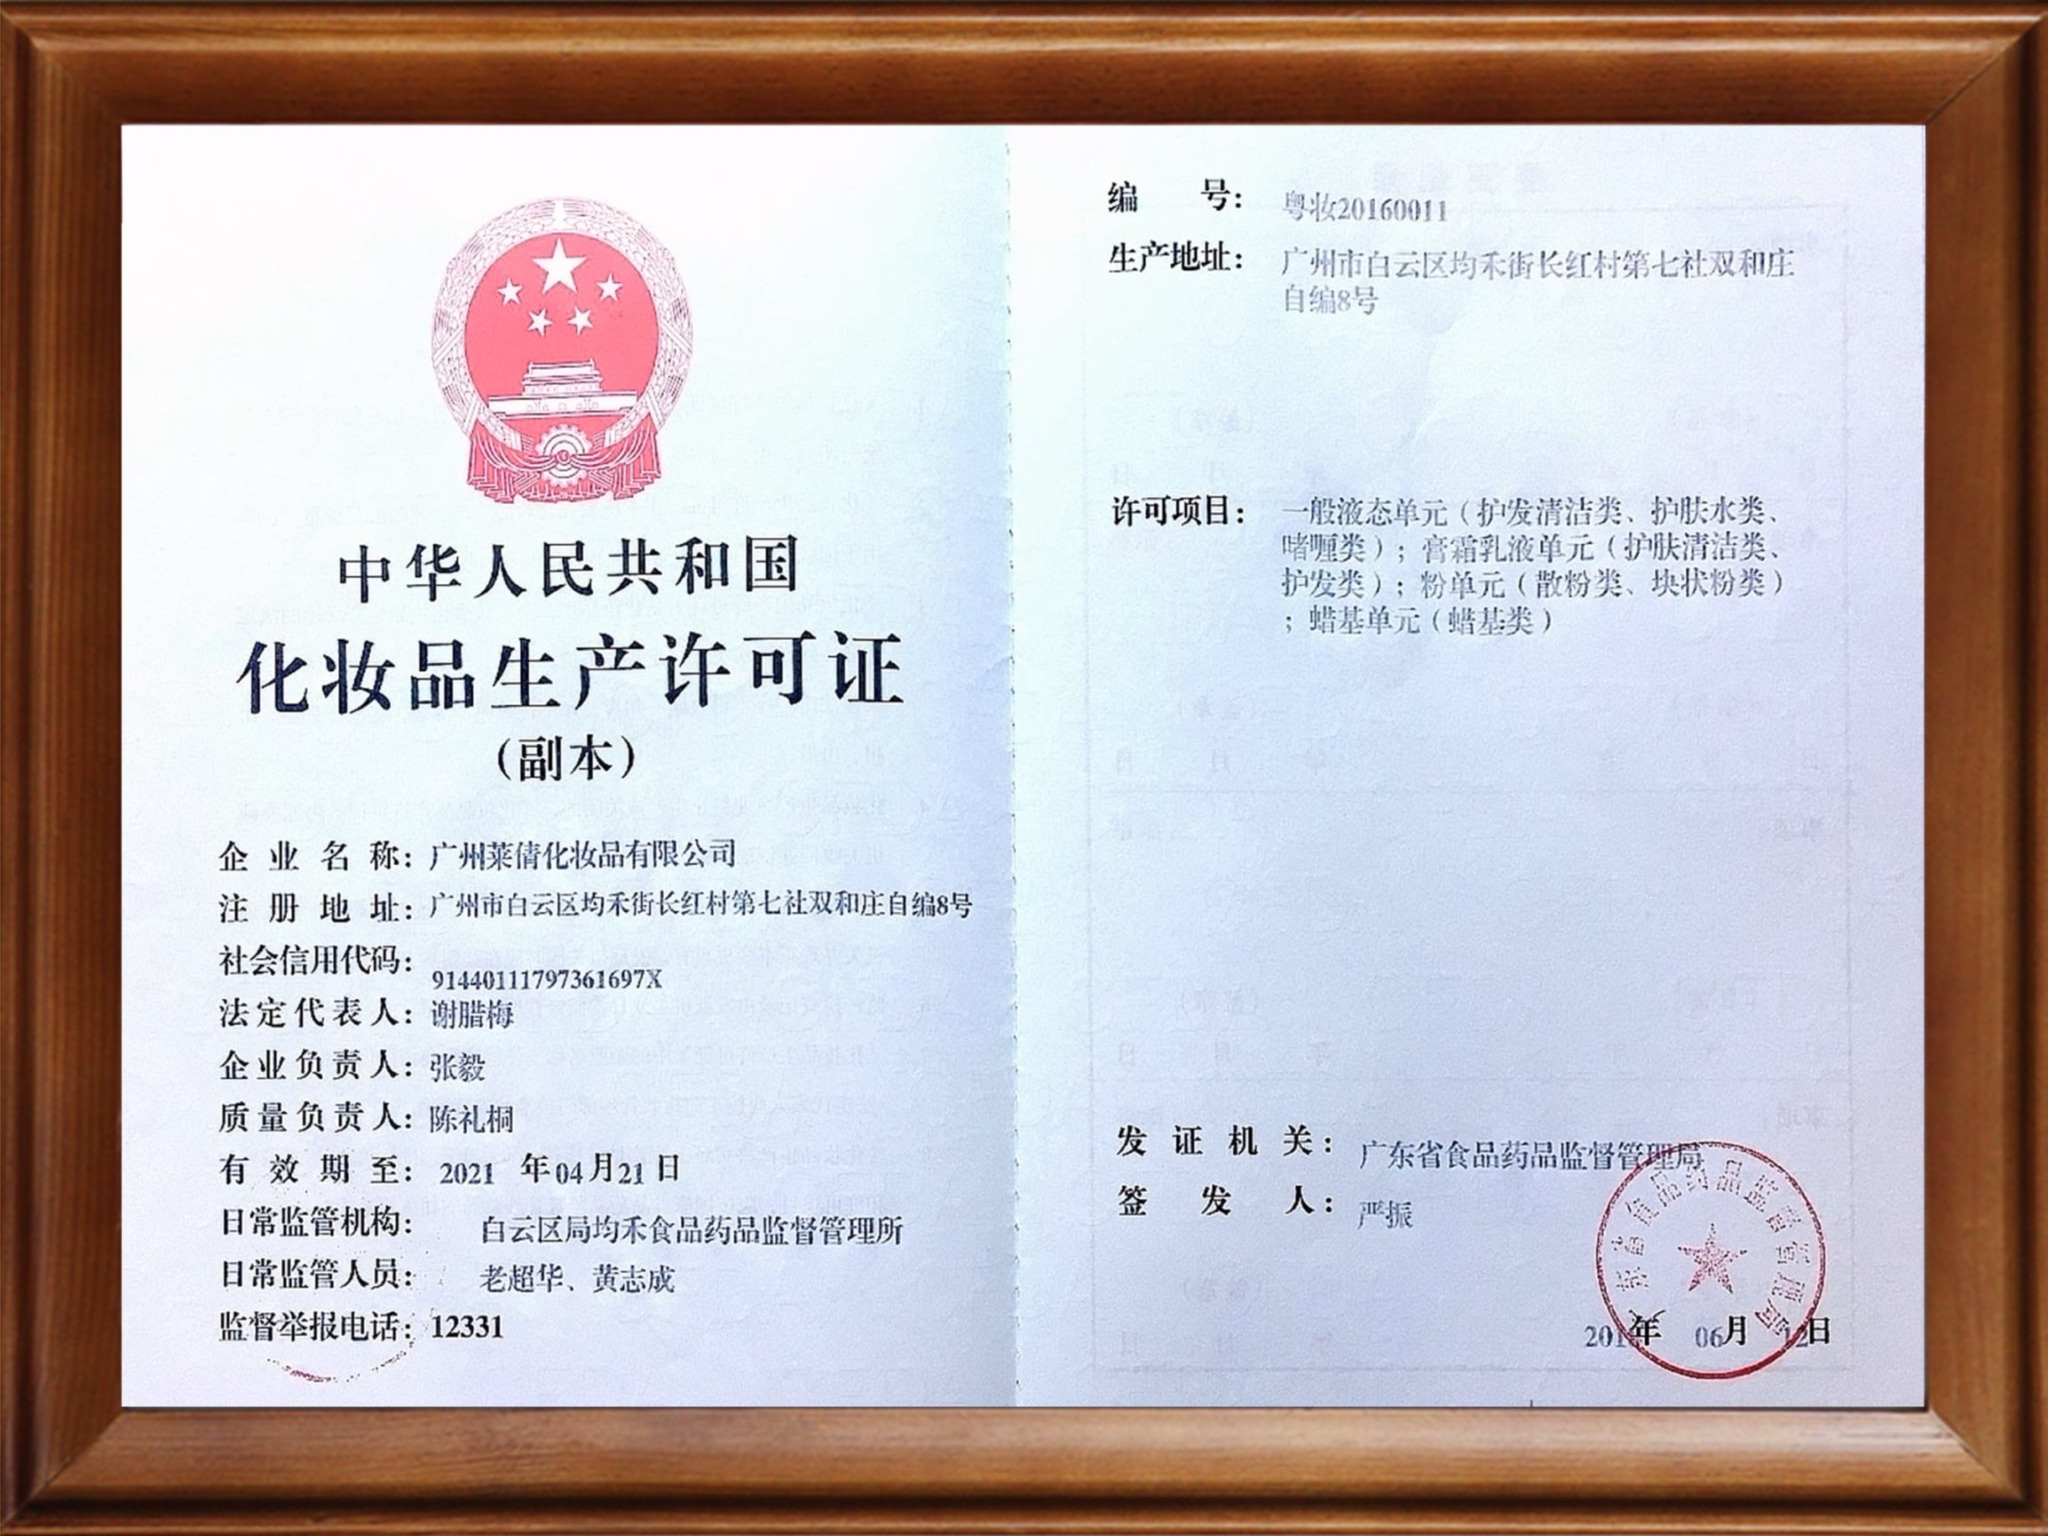 中华人民共和国
化妆品生产许可证
(副本)
企业名称：广州莱倩化妆品有限公司
注册地址：广州市白云区均禾街长红村第七社双和庄自编8号
社会信用代码：91440111797361697X
法定代表人：谢腊梅
企业负责人：张毅
质量负责人：陈礼桐
有效期至：2021 年04月21日
日常监管机构：白云区局均禾食品药品监督管理所
日常监管人员：老超华、黄志成
监督举报电话：12331
编号：粤妆20160011
生产地址：广州市白云区均禾街长红村第七社双和庄
自编8号
许可项目：一般液态单元（护发清洁类、护肤水类、
啫喱类）；膏霜乳液单元（护肤清洁类、
护发类）；粉单元（散粉类、块状粉类）
；蜡基单元（蜡基类）
发证机关：广东省食品药品监督管理局
签发人：严振
年 06月12日
东省食品药品监督管理局